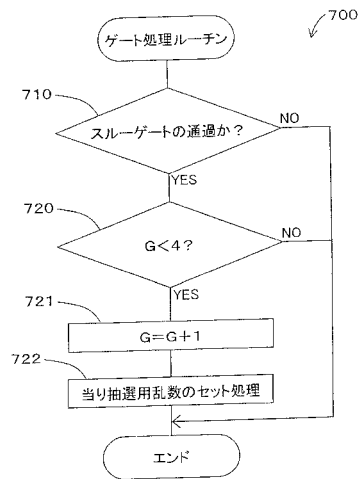 700
ゲート処理ルーチン
710
スルーゲートの通過か?
NO
YES
720
G<4?
NO
YES
721
G=G+1
722
当り抽選用乱数のセット処理
エンド